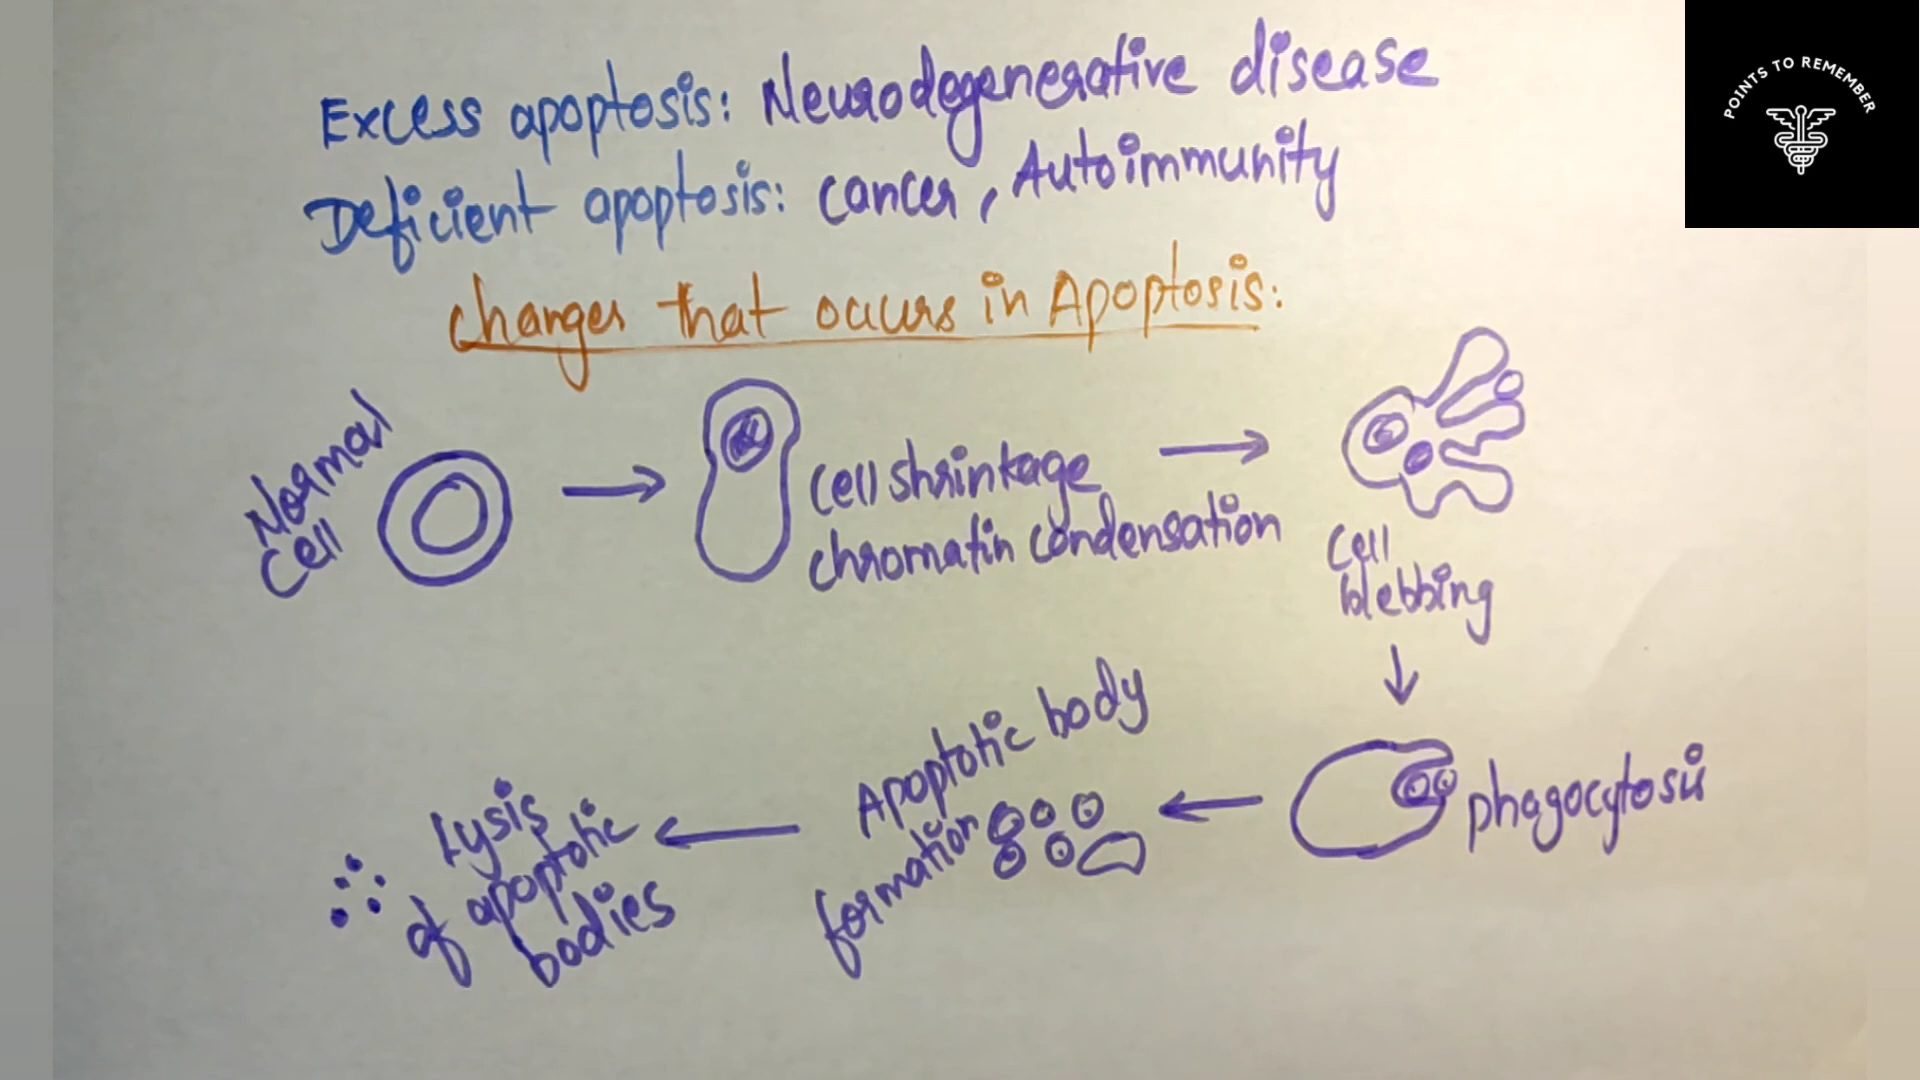 POINTS TO REMEMBER
Excess apoptosis: Neurodegenerative disease
Deficient apoptosis: cancer, Autoimmunity
changes that occurs in Apoptosis:
Normal
cell
cell shrinkage
chromatin condensation
Cell
blebbing
phagocytosis
Apoptotic body
formation
Lysis
of apoptotic
bodies